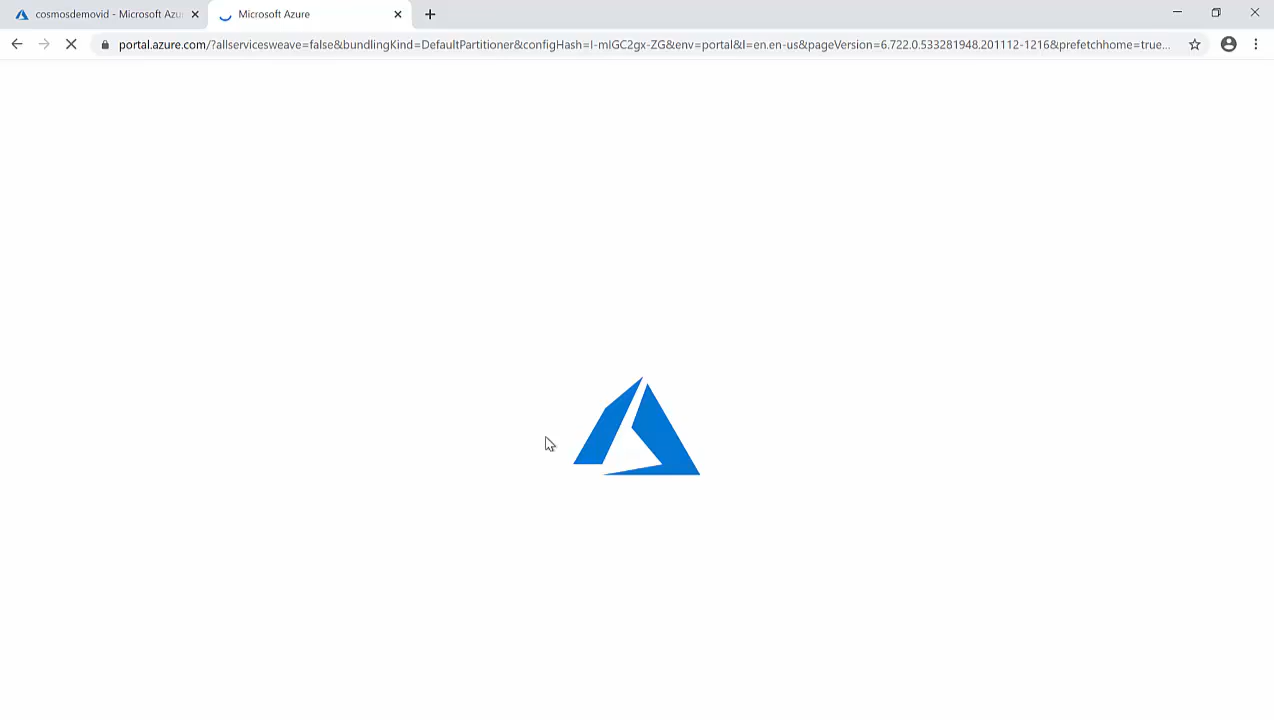 cosmosdemovid - Microsoft Azu
Microsoft Azure
portal.azure.com/?allservicesweave=false&bundlingKind=DefaultPartitioner&configHash=I-mIGC2gx-ZG&env=portal&l=en.en-us&pageVersion=6.722.0.533281948.201112-1216&prefetchhome=true...